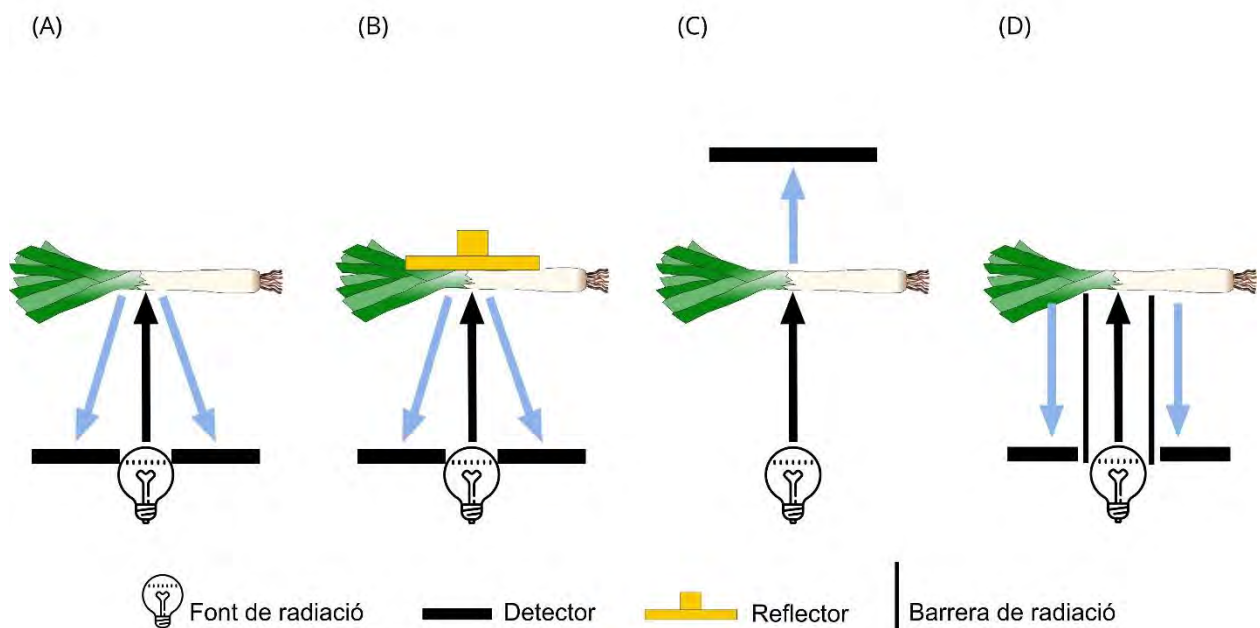 (A)
(B)
(C)
(D)
Font de radiació
Detector
Reflector
Barrera de radiació